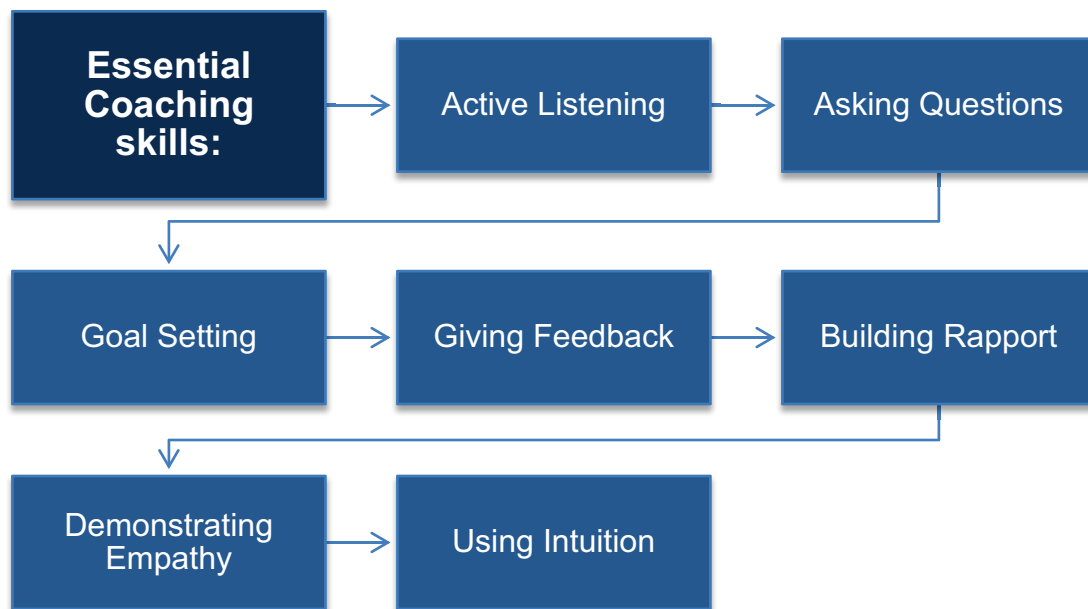 Essential
Coaching
skills:
Active Listening
Asking Questions
Goal Setting
Giving Feedback
Building Rapport
Demonstrating
Empathy
Using Intuition